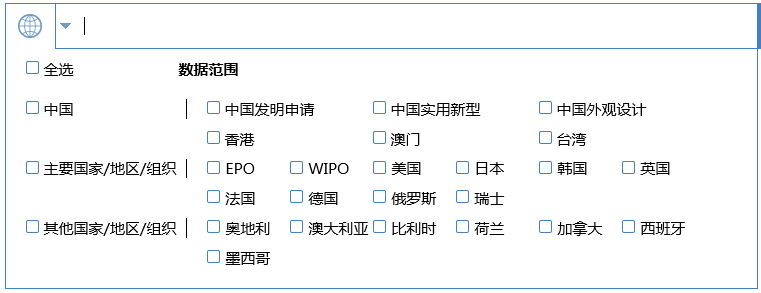 全选 数据范围
中国 中国发明申请 中国实用新型 中国外观设计
香港 澳门 台湾
主要国家/地区/组织 EPO WIPO 美国 日本 韩国 英国
法国 德国 俄罗斯 瑞士
其他国家/地区/组织 奥地利 澳大利亚 比利时 荷兰 加拿大 西班牙
墨西哥